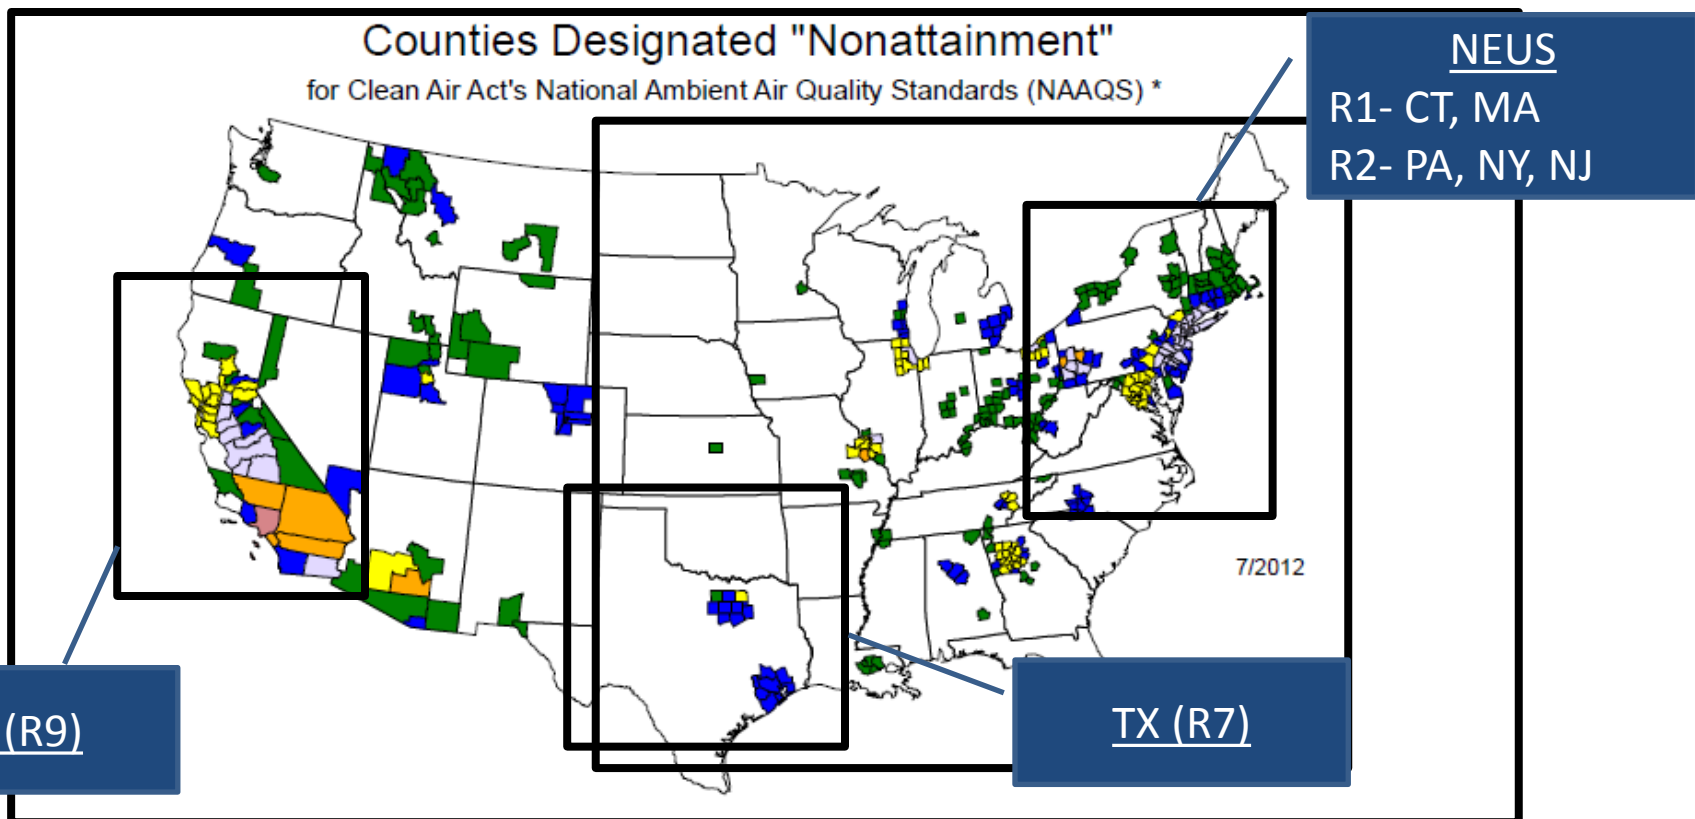 Counties Designated "Nonattainment"
for Clean Air Act's National Ambient Air Quality Standards (NAAQS) *
NEUS
R1- CT, MA
R2- PA, NY, NJ
7/2012
(R9)
TX (R7)